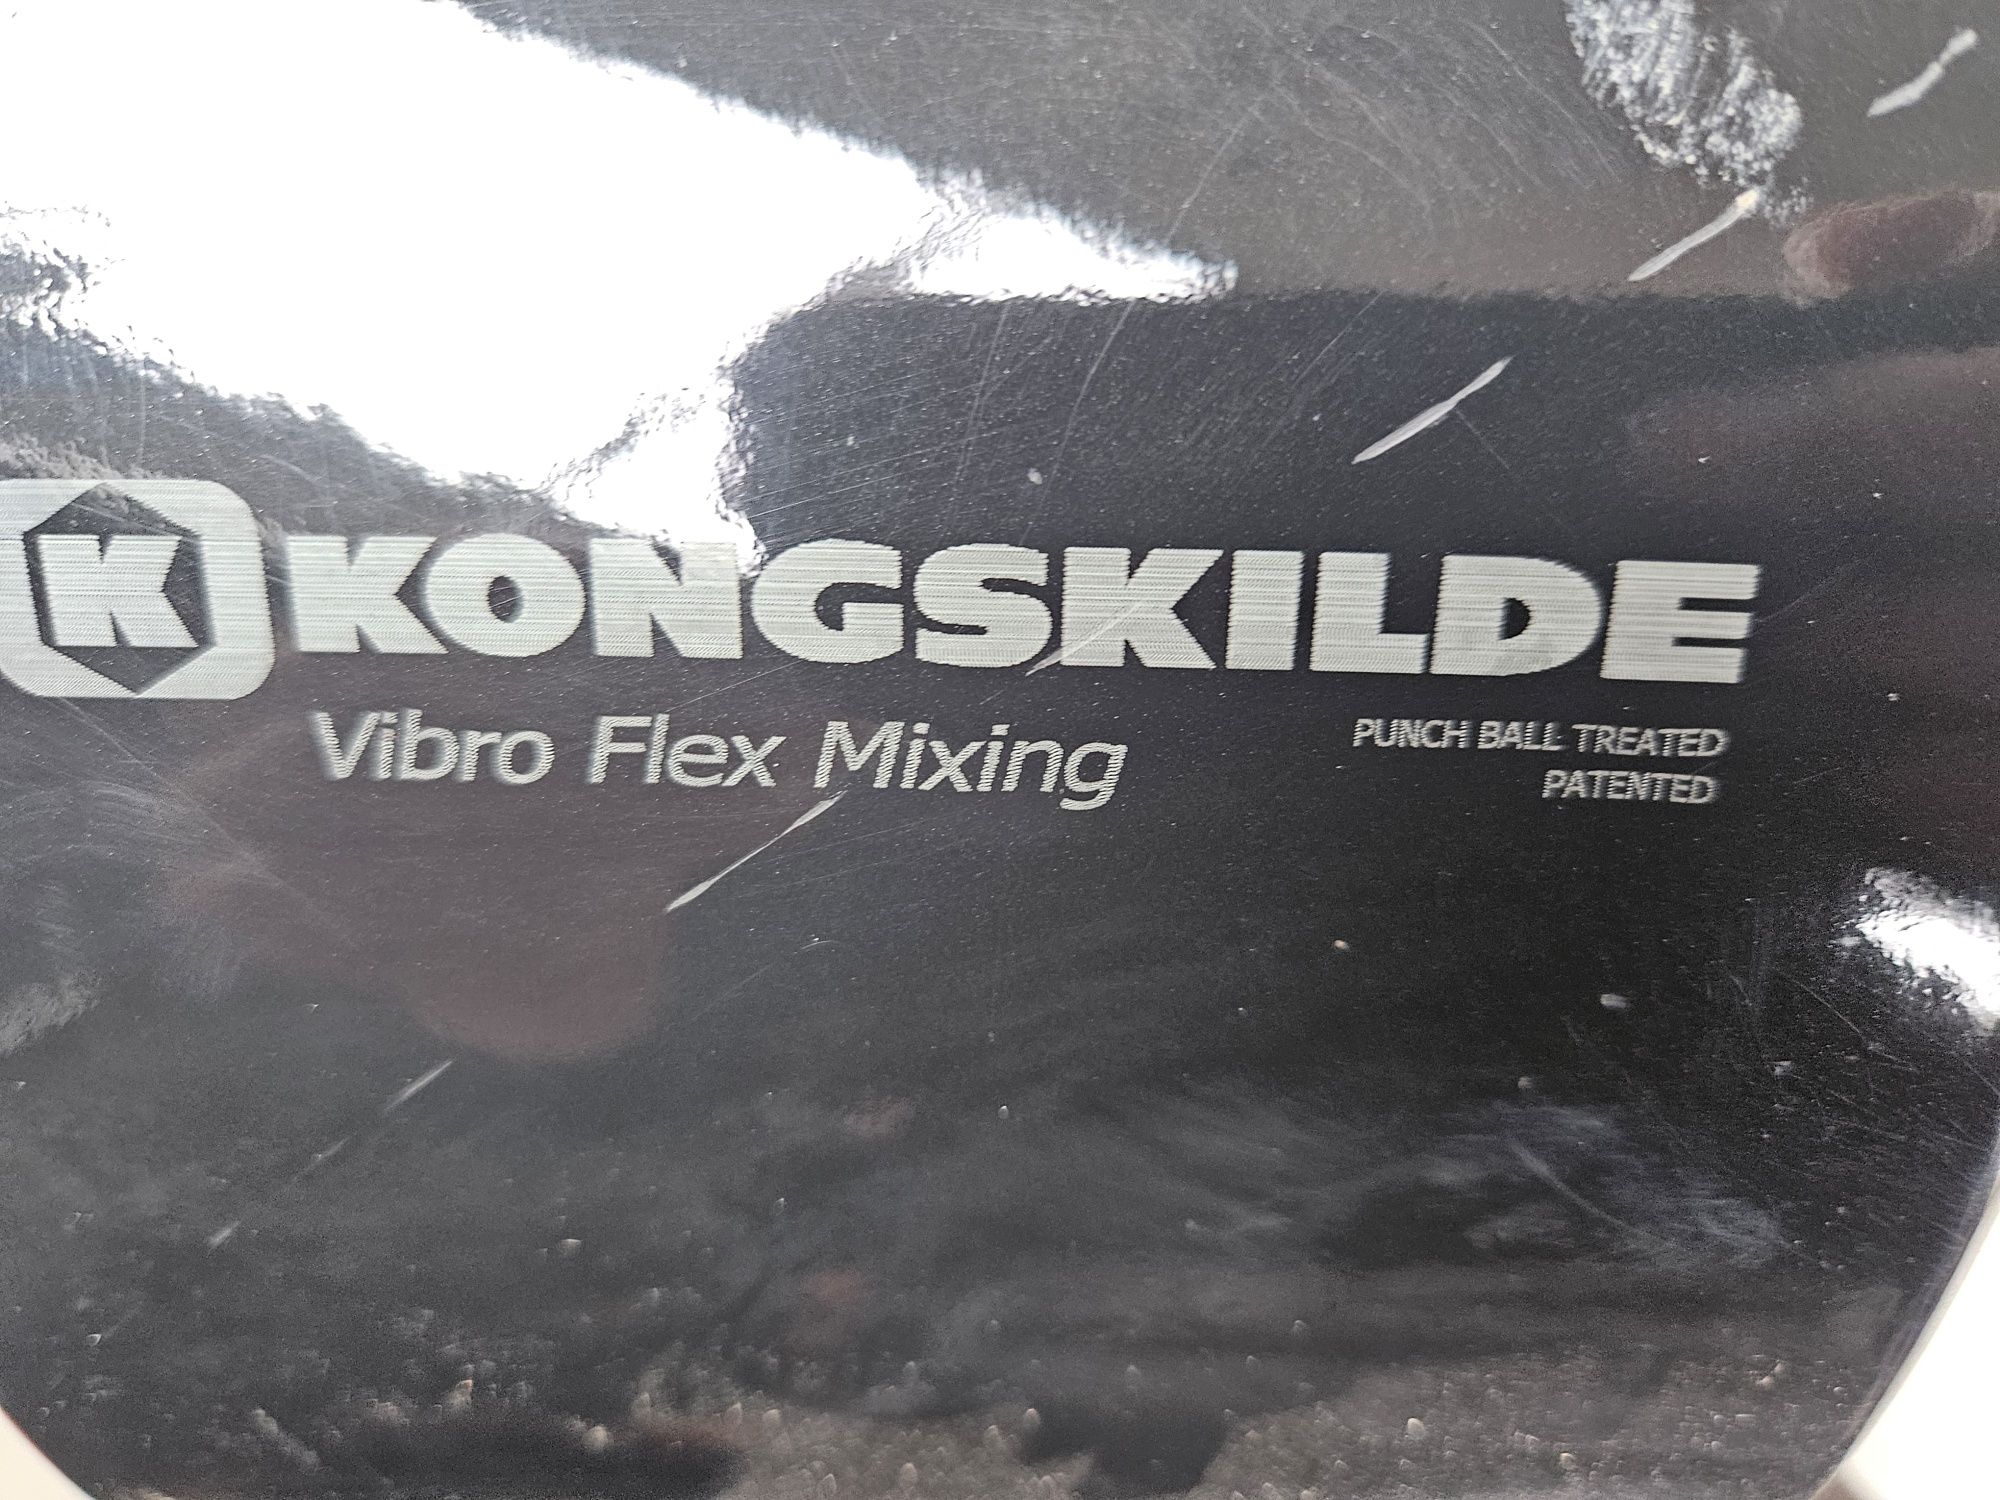 K KONGSKILDE
Vibro Flex Mixing
PUNCH BALL TREATED
PATENTED